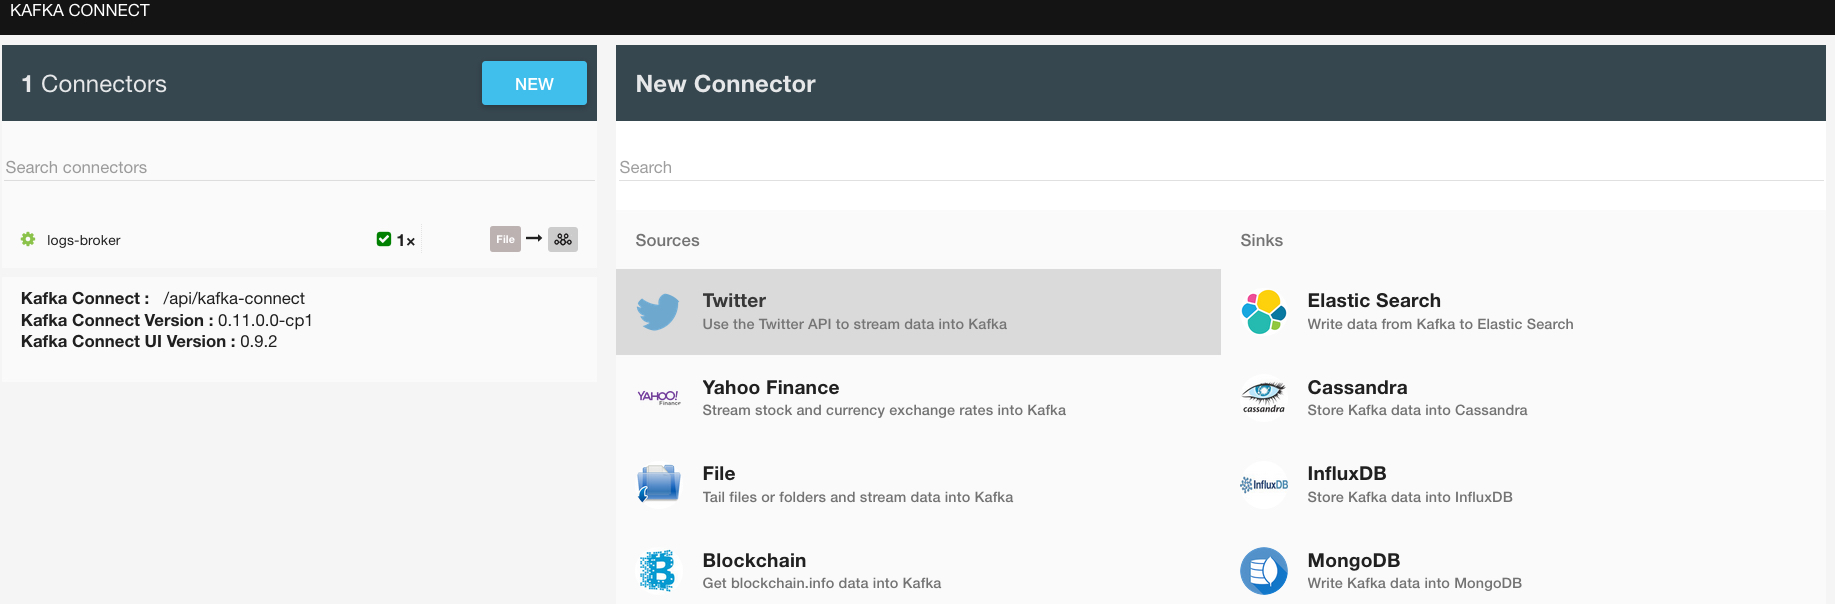 KAFKA CONNECT
1 Connectors
NEW
Search connectors
logs-broker
1×
File
Kafka Connect : /api/kafka-connect
Kafka Connect Version : 0.11.0.0-cp1
Kafka Connect UI Version : 0.9.2
New Connector
Search
Sources
Twitter
Use the Twitter API to stream data into Kafka
YAHOO!
Finance
Yahoo Finance
Stream stock and currency exchange rates into Kafka
File
Tail files or folders and stream data into Kafka
Blockchain
Get blockchain.info data into Kafka
Sinks
Elastic Search
Write data from Kafka to Elastic Search
cassandra
Cassandra
Store Kafka data into Cassandra
InfluxDB
InfluxDB
Store Kafka data into InfluxDB
MongoDB
Write Kafka data into MongoDB